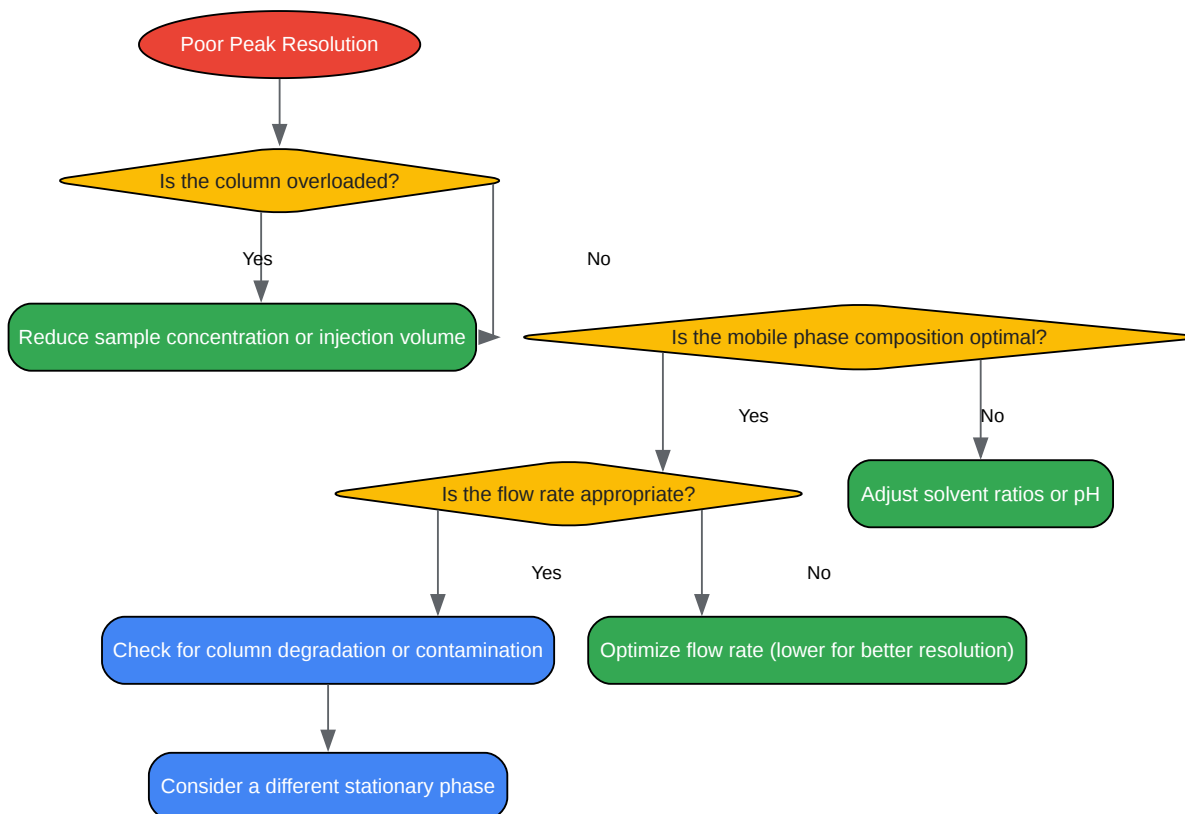 Poor Peak Resolution
Is the column overloaded?
Yes
No
Reduce sample concentration or injection volume
Is the mobile phase composition optimal?
Yes
No
Is the flow rate appropriate?
Adjust solvent ratios or pH
Yes
No
Check for column degradation or contamination
Optimize flow rate (lower for better resolution)
Consider a different stationary phase